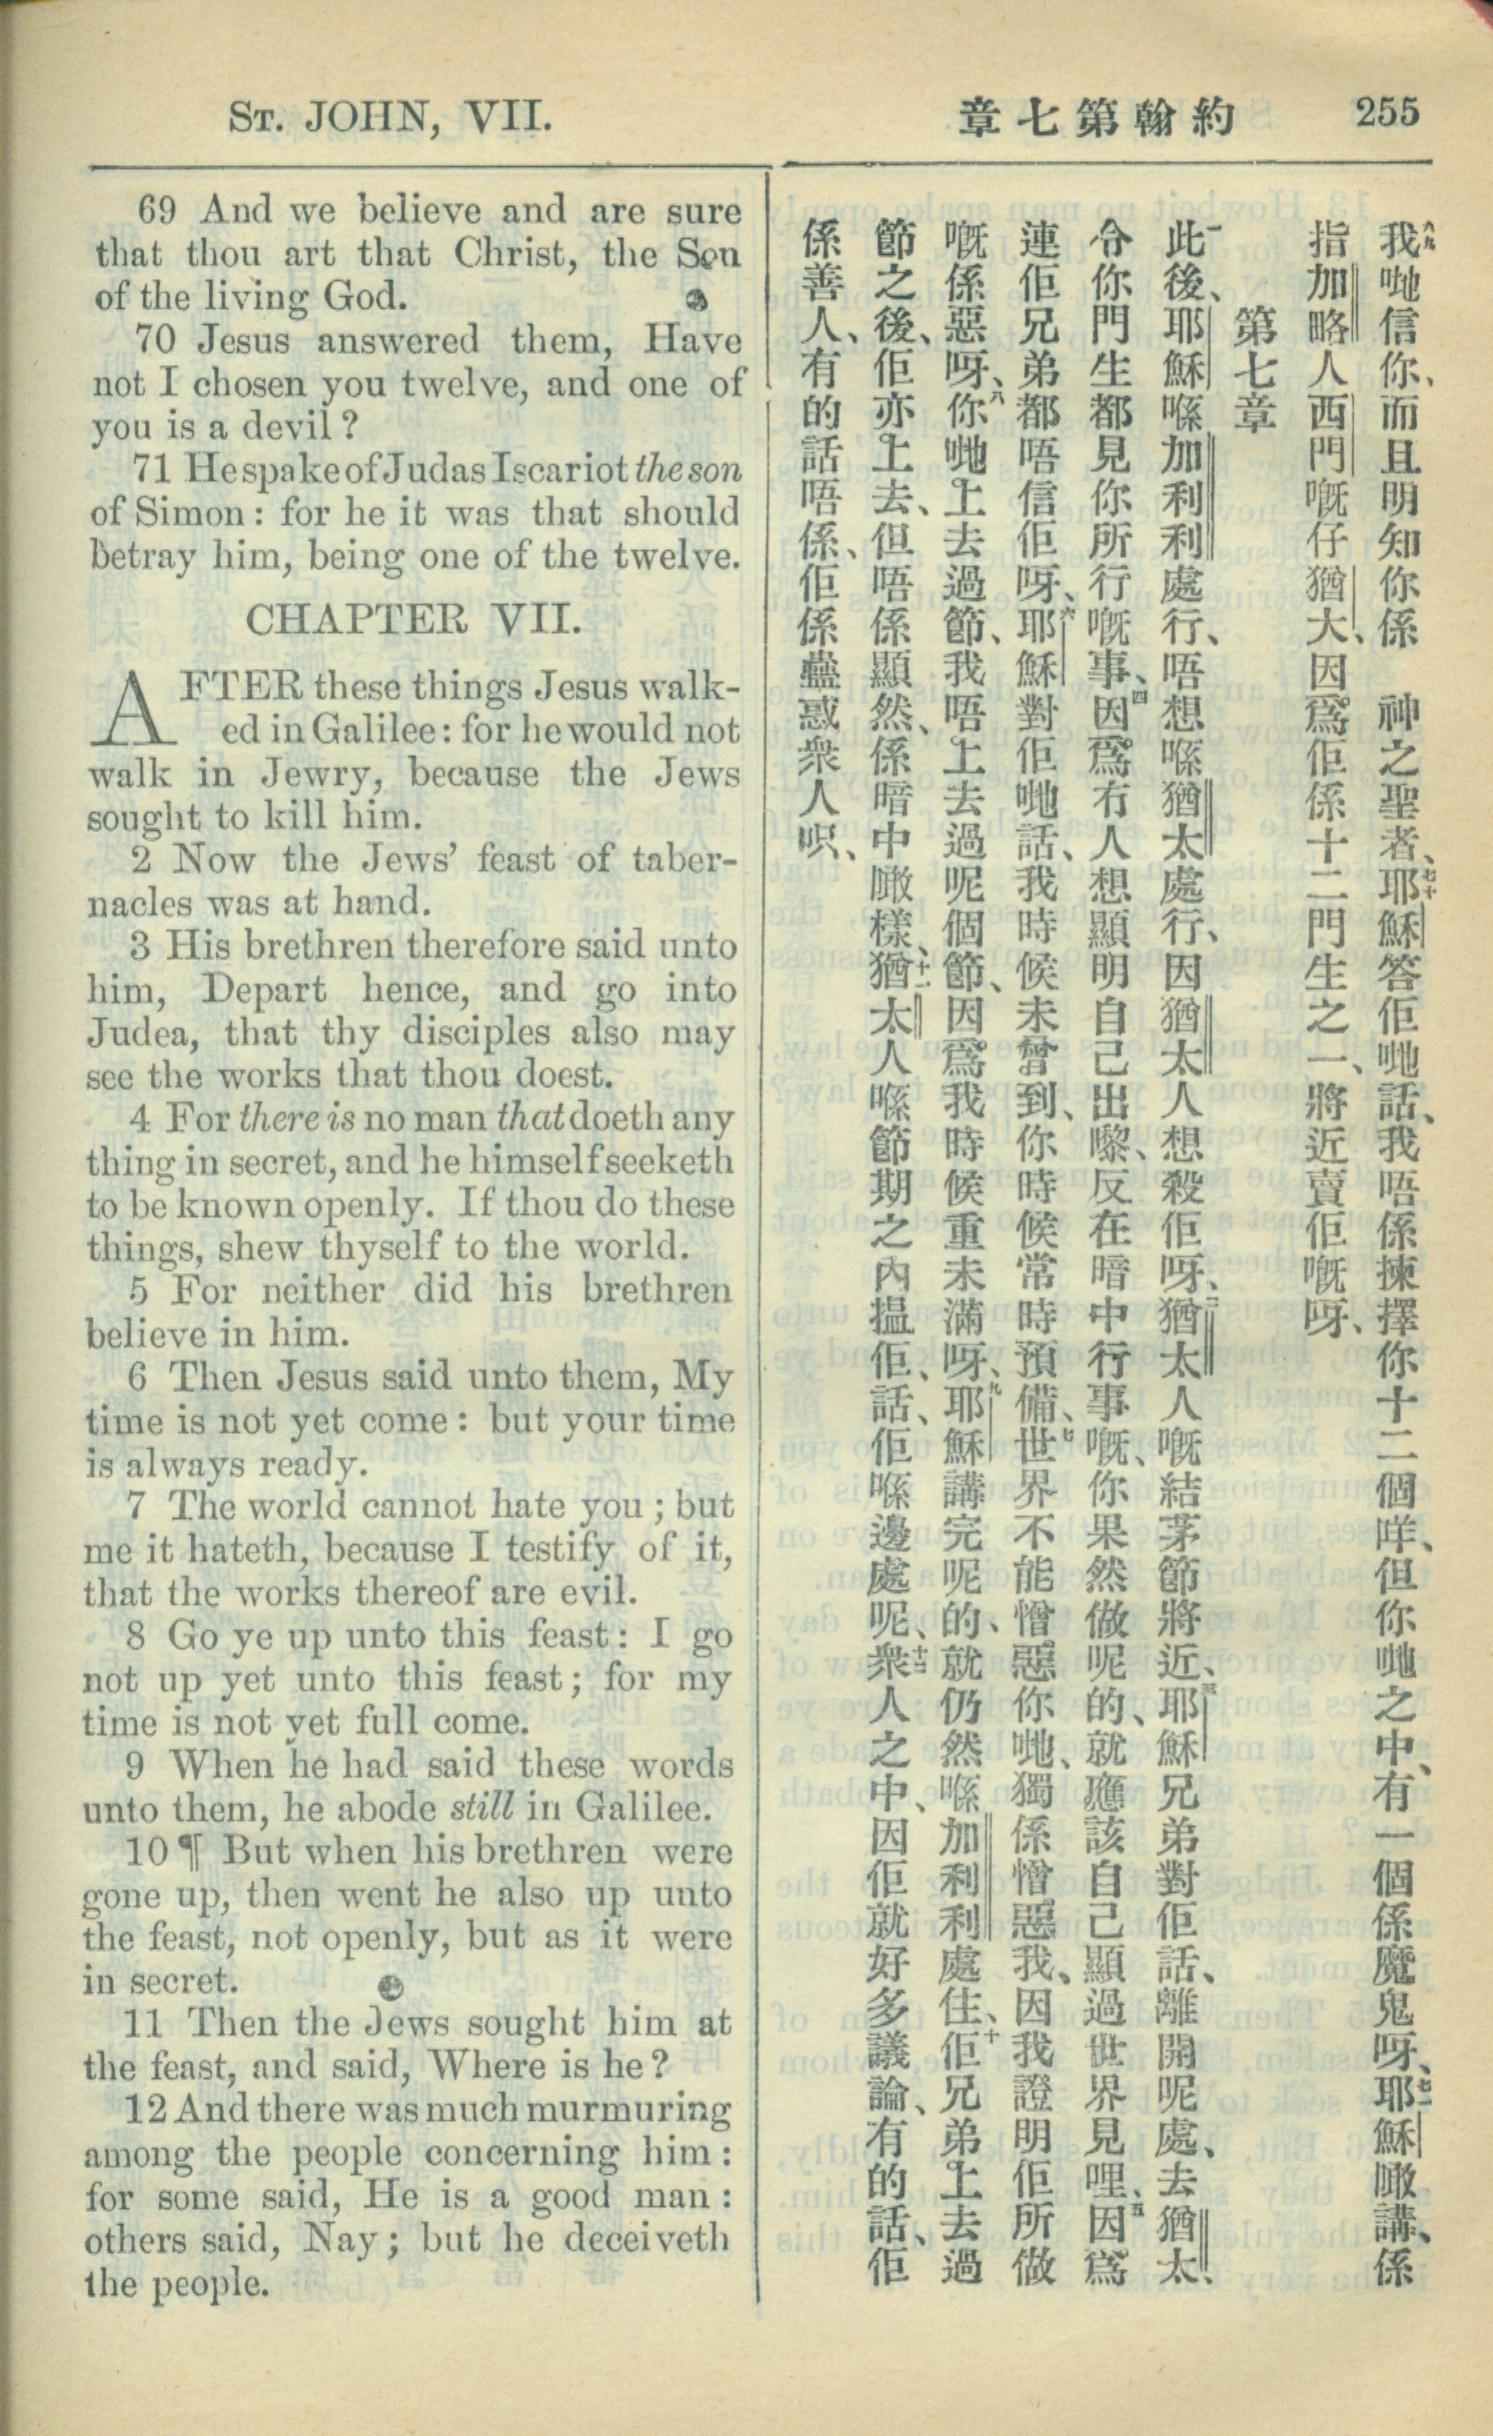 St. JOHN, VII.
章七第翰約
255
69 And we believe and are sure
that thou art that Christ, the Son
of the living God.
70 Jesus answered them, Have
not I chosen you twelve, and one of
you is a devil?
71 He spake of Judas Iscariot the son
of Simon: for he it was that should
betray him, being one of the twelve.
CHAPTER VII.
AFTER these things Jesus walk-
ed in Galilee: for he would not
walk in Jewry, because the Jews
sought to kill him.
2 Now the Jews' feast of taber-
nacles was at hand.
3 His brethren therefore said unto
him, Depart hence, and go into
Judea, that thy disciples also may
see the works that thou doest.
4 For there is no man that doeth any
thing in secret, and he himself seeketh
to be known openly. If thou do these
things, shew thyself to the world.
5 For neither did his brethren
believe in him.
6 Then Jesus said unto them, My
time is not yet come: but your time
is always ready.
7 The world cannot hate you; but
me it hateth, because I testify of it,
that the works thereof are evil.
8 Go ye up unto this feast: I go
not up yet unto this feast; for my
time is not yet full come.
9 When he had said these words
unto them, he abode still in Galilee.
10 ¶ But when his brethren were
gone up, then went he also up unto
the feast, not openly, but as it were
in secret.
11 Then the Jews sought him at
the feast, and said, Where is he?
12 And there was much murmuring
among the people concerning him:
for some said, He is a good man:
others said, Nay; but he deceiveth
the people.
六九我哋信你、而且明知你係 神之聖者、七十耶穌答佢哋話、我唔係揀擇你十二個咩、但你哋之中、有一個係魔鬼呀、七一耶穌噉講、係
指加略人西門嘅仔猶大、因爲佢係十二門生之一、將近賣佢嘅呀、
第七章
一此後、耶穌喺加利利處行、唔想喺猶太處行、因猶太人想殺佢呀、二猶太人嘅結茅節將近、三耶穌兄弟對佢話、離開呢處、去猶太、
令你門生都見你所行嘅事、四因爲冇人想顯明自己出嚟、反在暗中行事嘅、你果然做呢的、就應該自己顯過世界見哩、五因爲
連佢兄弟都唔信佢呀、六耶穌對佢哋話、我時候未曾到、你時候常時預備、七世界不能憎惡你哋、獨係憎惡我、因我證明佢所做
嘅係惡呀、八你哋上去過節、我唔上去過呢個節、因爲我時候重未滿呀、九耶穌講完呢的、就仍然喺加利利處住、十佢兄弟上去過
節之後、佢亦上去、但唔係顯然、係暗中噉樣、十一猶太人喺節期之內搵佢、話、佢喺邊處呢、十二衆人之中、因佢就好多議論、有的話、佢
係善人、有的話唔係、佢係蠱惑衆人呮、